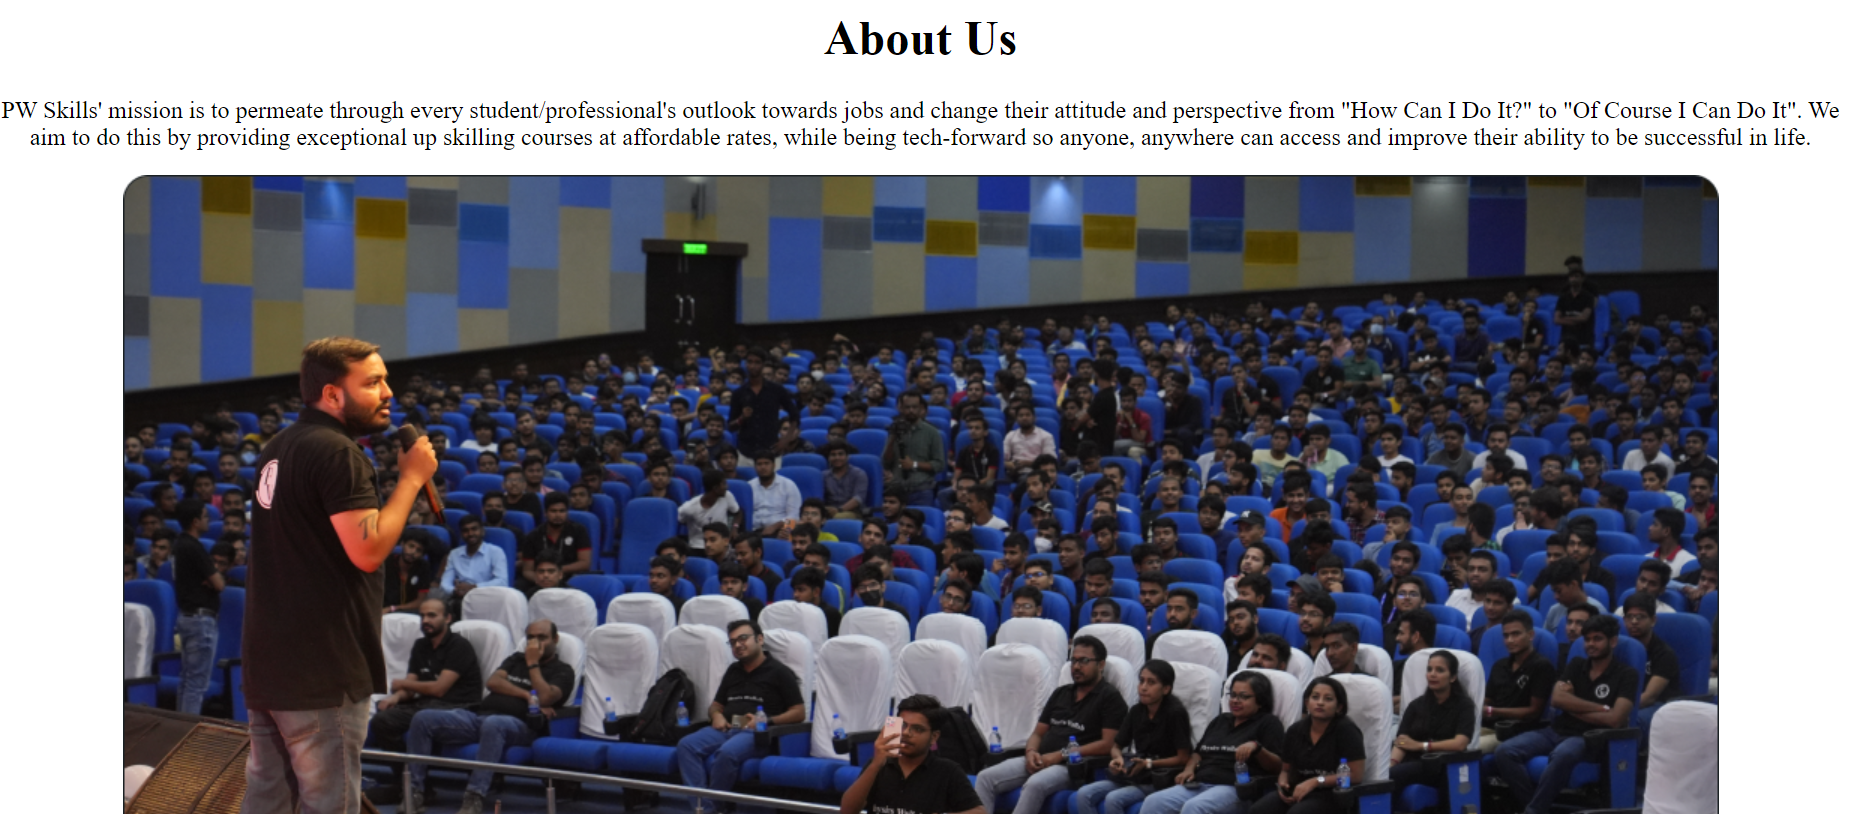 About Us
PW Skills' mission is to permeate through every student/professional's outlook towards jobs and change their attitude and perspective from "How Can I Do It?" to "Of Course I Can Do It". We
aim to do this by providing exceptional up skilling courses at affordable rates, while being tech-forward so anyone, anywhere can access and improve their ability to be successful in life.